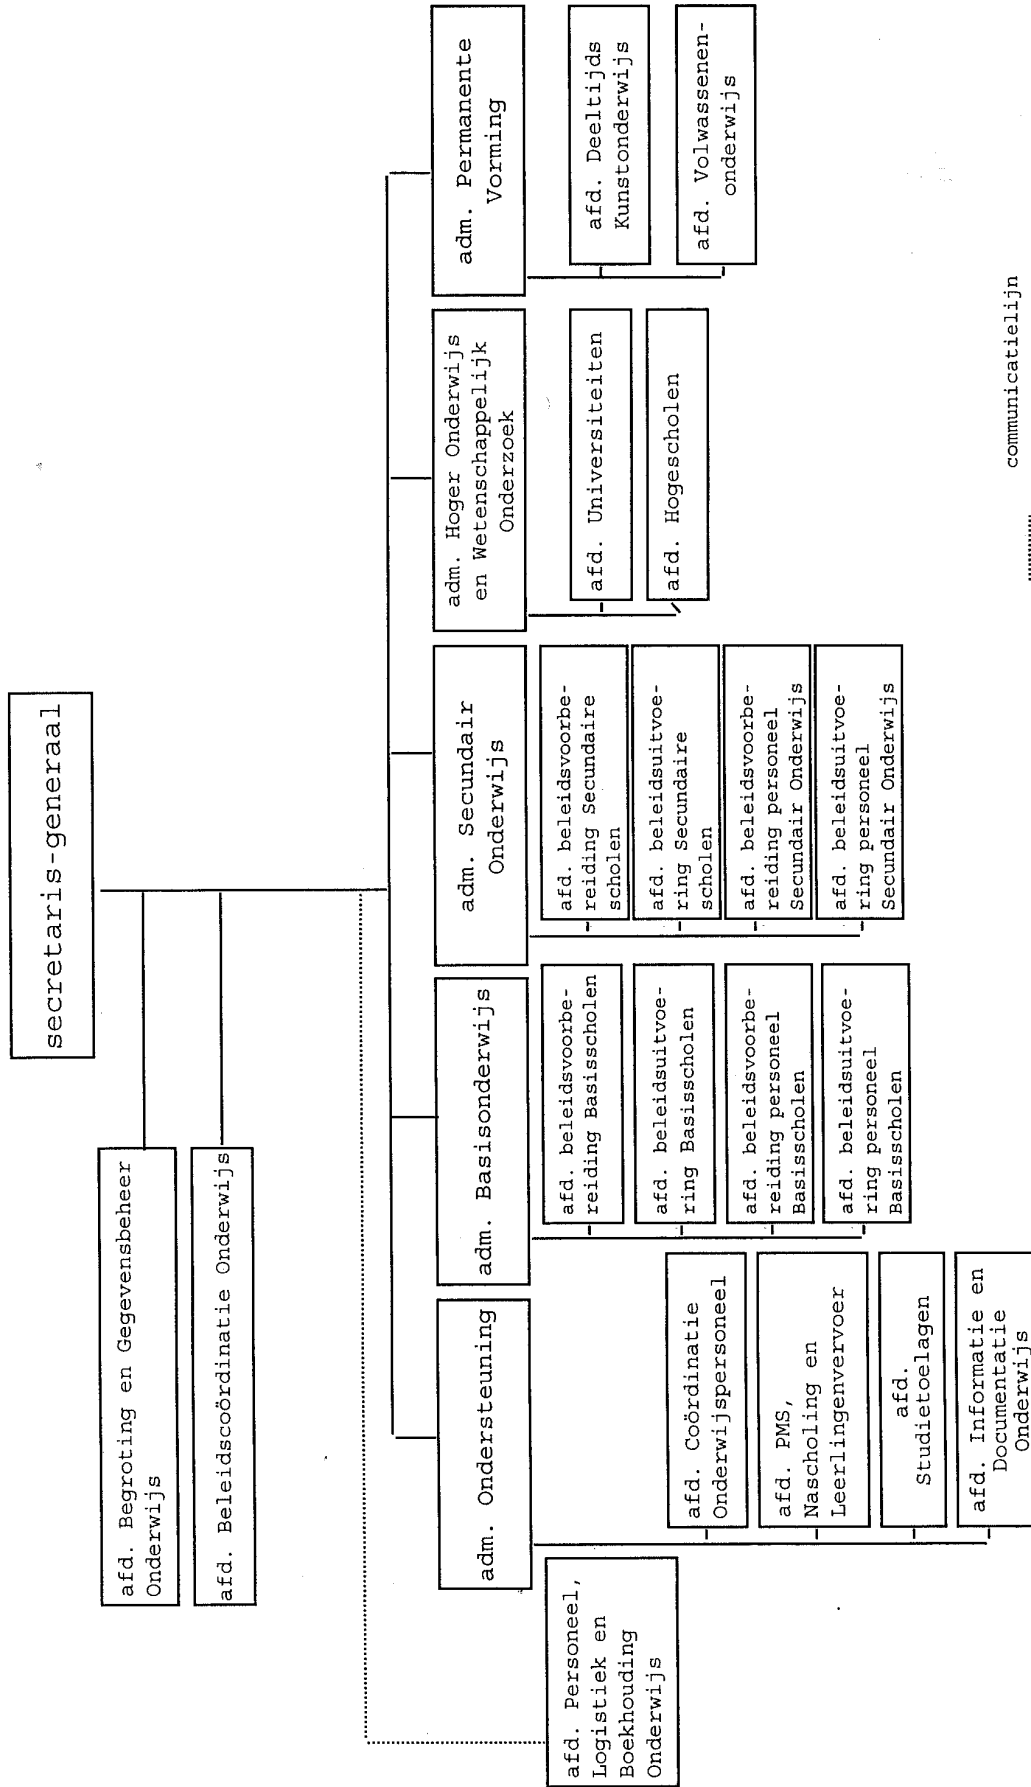 secretaris-generaal
afd. Begroting en Gegevensbeheer
Onderwijs
afd. Beleidscoördinatie Onderwijs
adm. Ondersteuning
adm. Basisonderwijs
adm. Secundair
Onderwijs
adm. Hoger Onderwijs
en Wetenschappelijk
Onderzoek
adm. Permanente
Vorming
afd. Personeel,
Logistiek en
Boekhouding
Onderwijs
afd. Coördinatie
Onderwijspersoneel
afd. PMS,
Nascholing en
Leerlingenvervoer
afd.
Studietoelagen
afd. Informatie en
Documentatie
Onderwijs
afd. beleidsvoorbe-
reiding Basisscholen
afd. beleidsuitvoe-
ring Basisscholen
afd. beleidsvoorbe-
reiding personeel
Basisscholen
afd. beleidsuitvoe-
ring personeel
Basisscholen
afd. beleidsvoorbe-
reiding Secundaire
scholen
afd. beleidsuitvoe-
ring Secundaire
scholen
afd. beleidsvoorbe-
reiding personeel
Secundair Onderwijs
afd. beleidsuitvoe-
ring personeel
Secundair Onderwijs
afd. Universiteiten
afd. Hogescholen
afd. Deeltijds
Kunstonderwijs
afd. Volwassenen-
onderwijs
communicatielijn